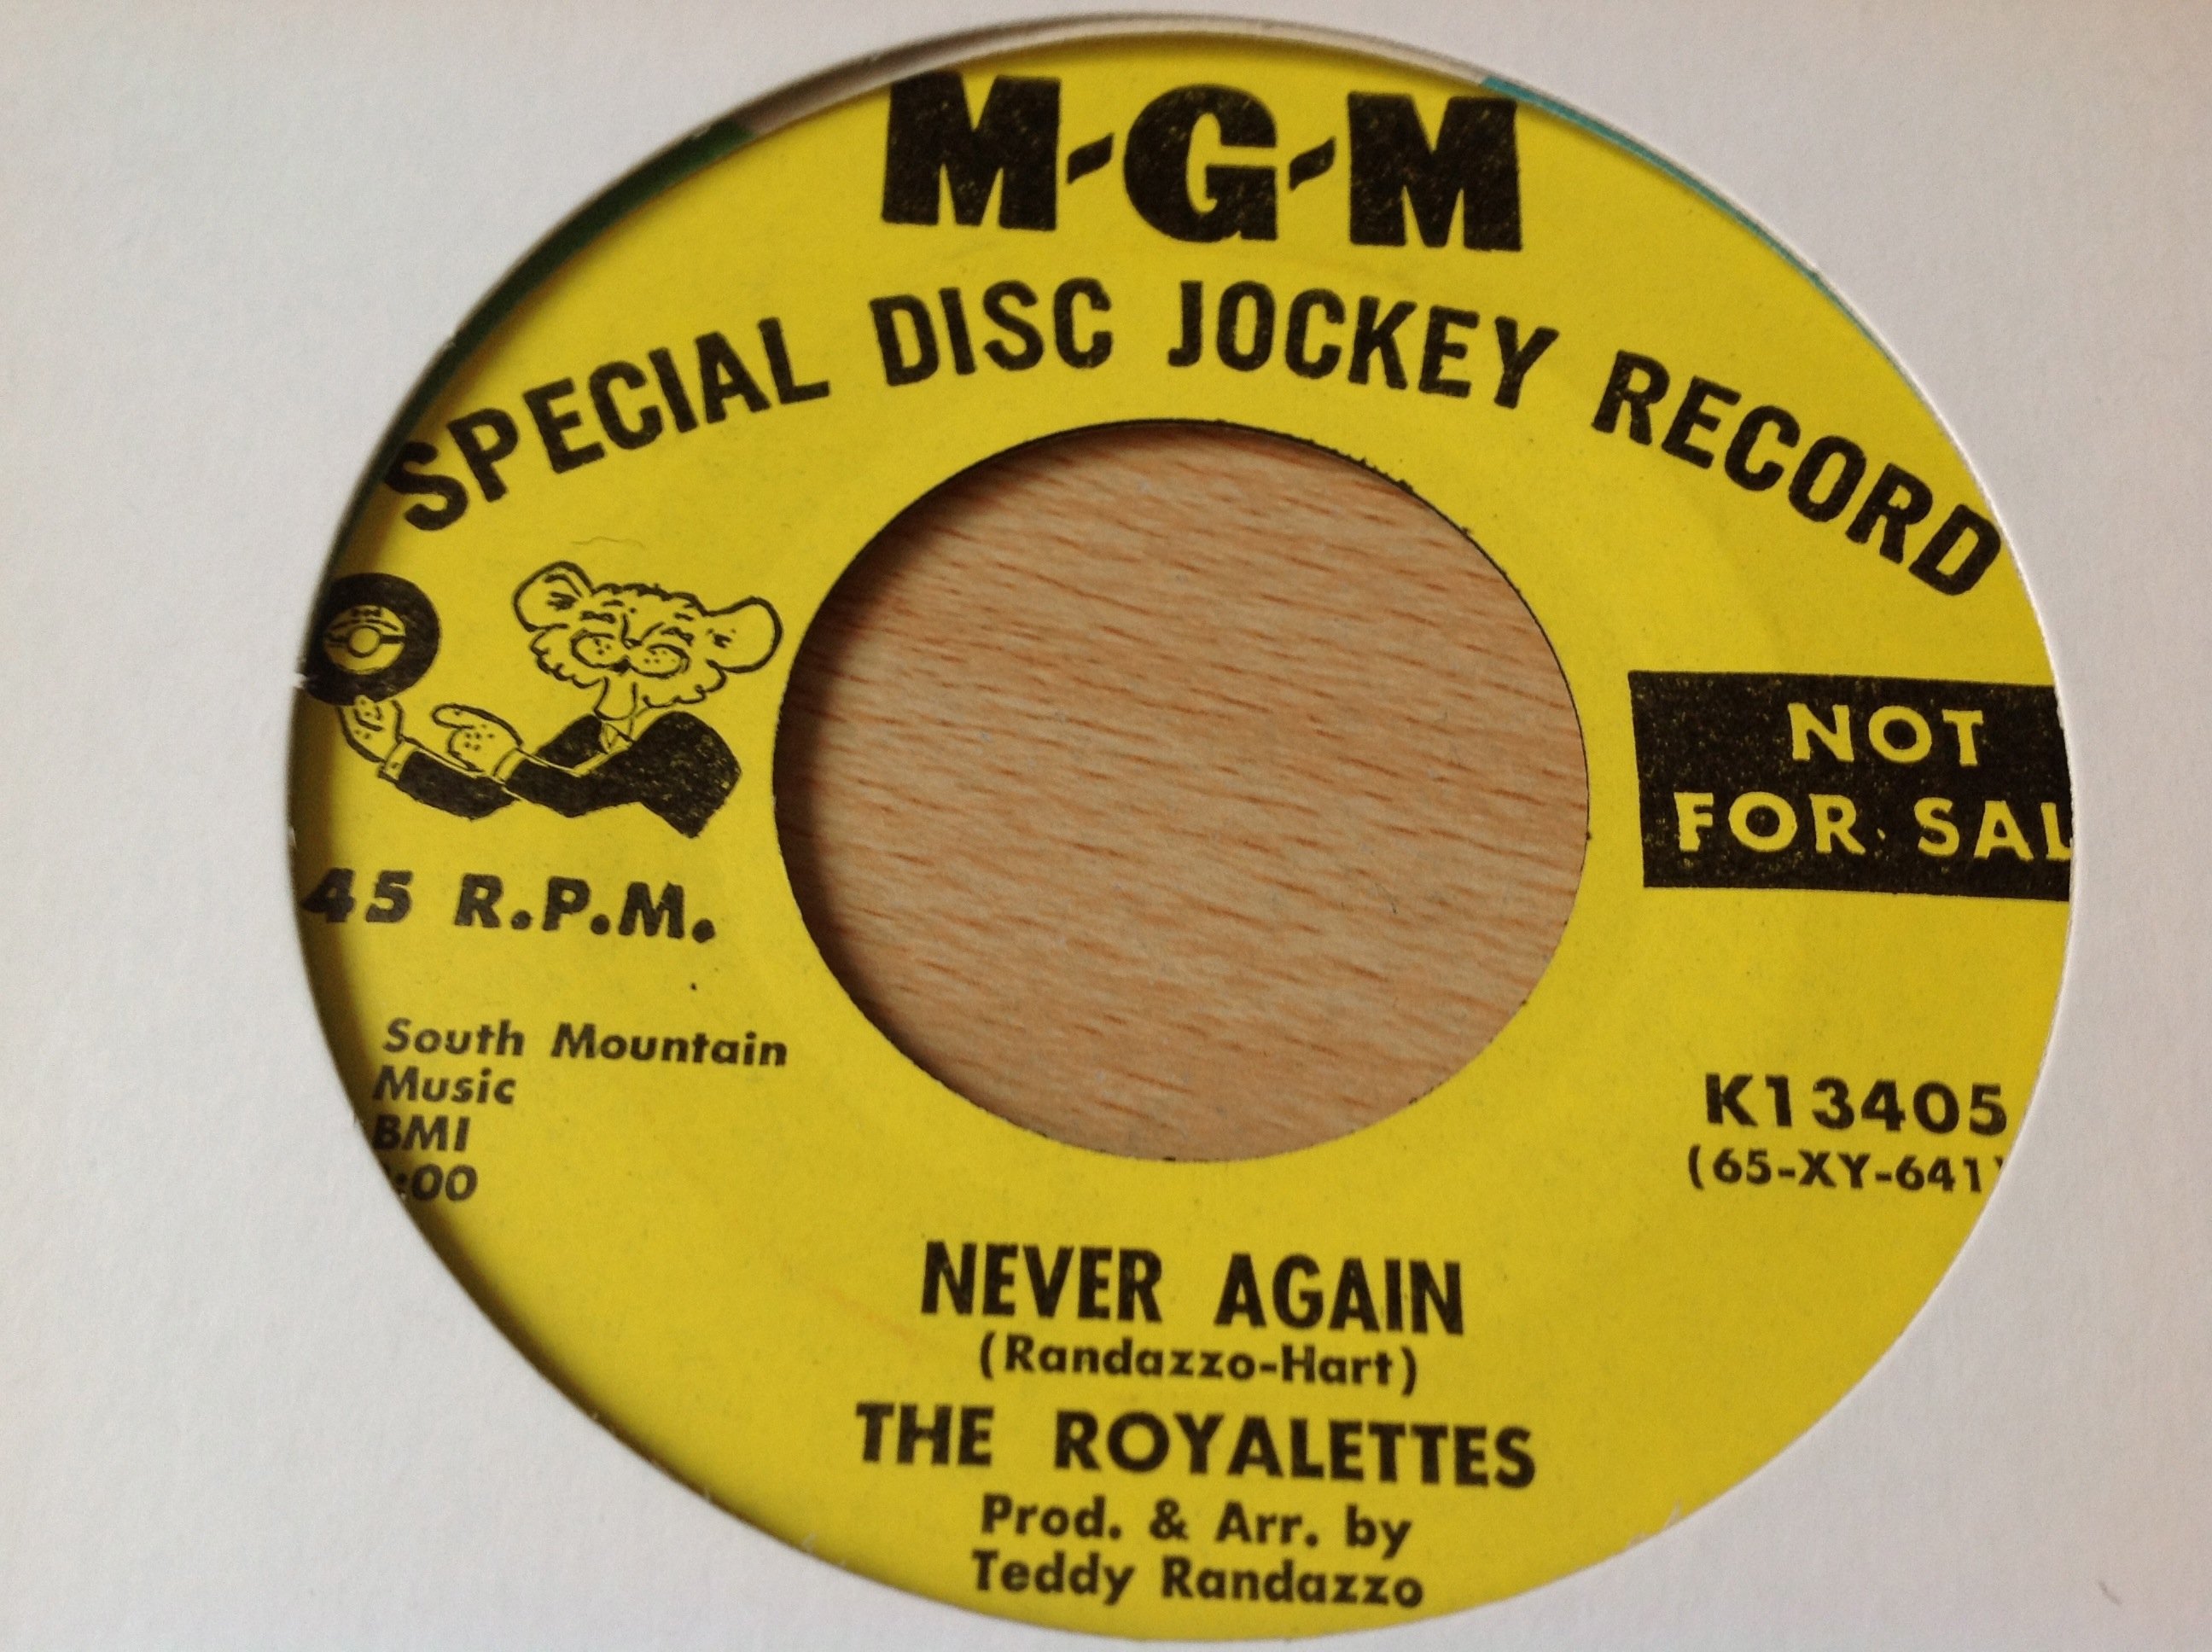 M-G-M
SPECIAL DISC JOCKEY RECORD
NOT
FOR SAL
45 R.P.M.
South Mountain
Music
BMI
:00
K13405
(65-XY-641)
NEVER AGAIN
(Randazzo-Hart)
THE ROYALETTES
Prod. & Arr. by
Teddy Randazzo